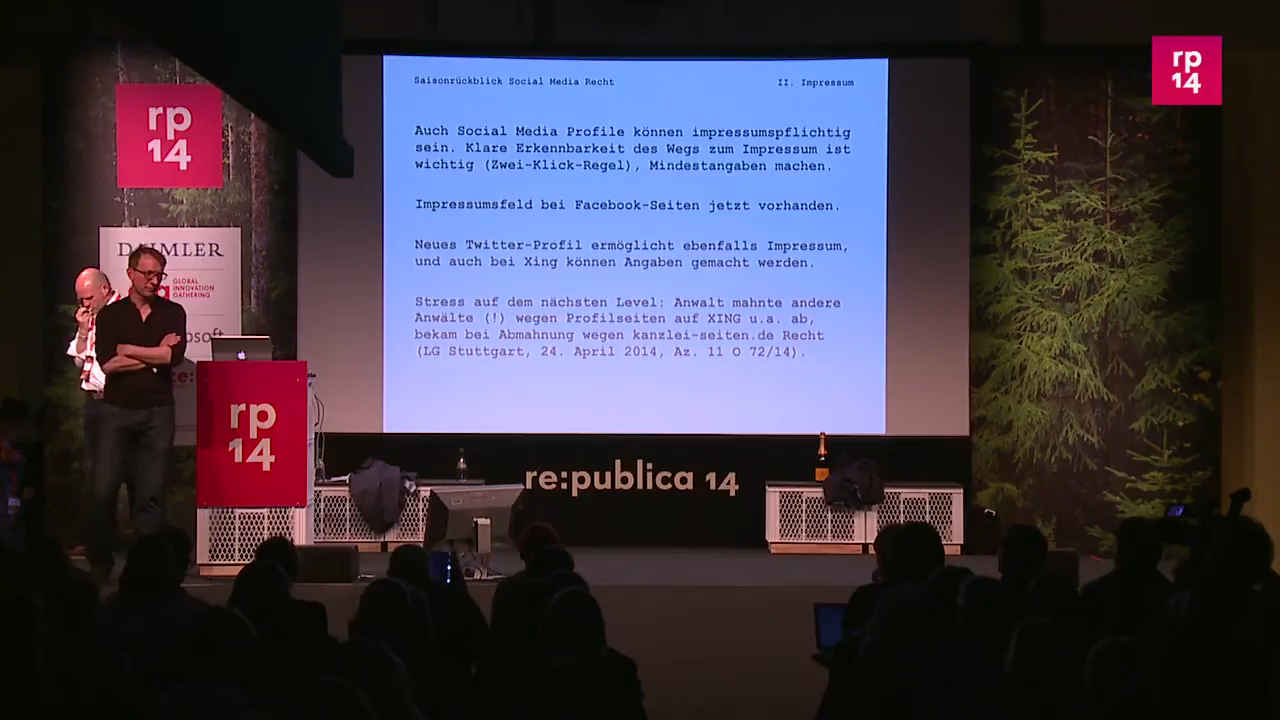 rp
14
rp
14
DAIMLER
GLOBAL
INNOVATION
GATHERING
rp
14
Saisonrückblick Social Media Recht
II. Impressum
Auch Social Media Profile können impressumspflichtig
sein. Klare Erkennbarkeit des Wegs zum Impressum ist
wichtig (Zwei-Klick-Regel), Mindestangaben machen.
Impressumsfeld bei Facebook-Seiten jetzt vorhanden.
Neues Twitter-Profil ermöglicht ebenfalls Impressum,
und auch bei Xing können Angaben gemacht werden.
Stress auf dem nächsten Level: Anwalt mahnte andere
Anwälte (!) wegen Profilseiten auf XING u.a. ab,
bekam bei Abmahnung wegen kanzlei-seiten.de Recht
(LG Stuttgart, 24. April 2014, Az. 11 O 72/14).
re:publica 14